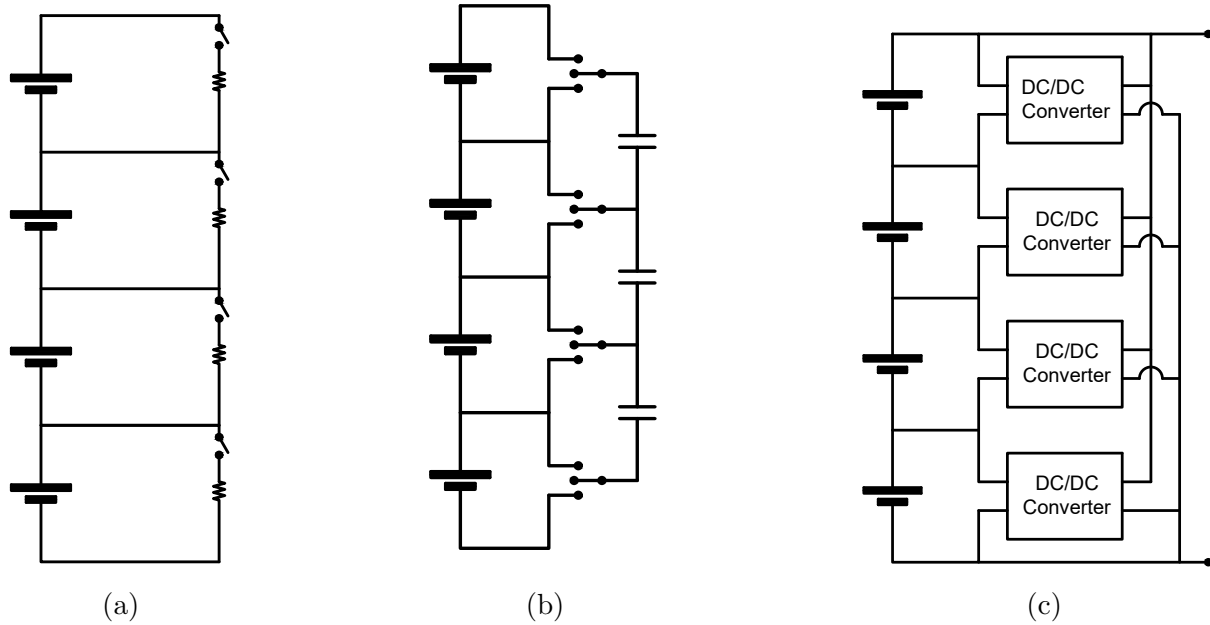 DC/DC
Converter
DC/DC
Converter
DC/DC
Converter
DC/DC
Converter
(a)
(b)
(c)